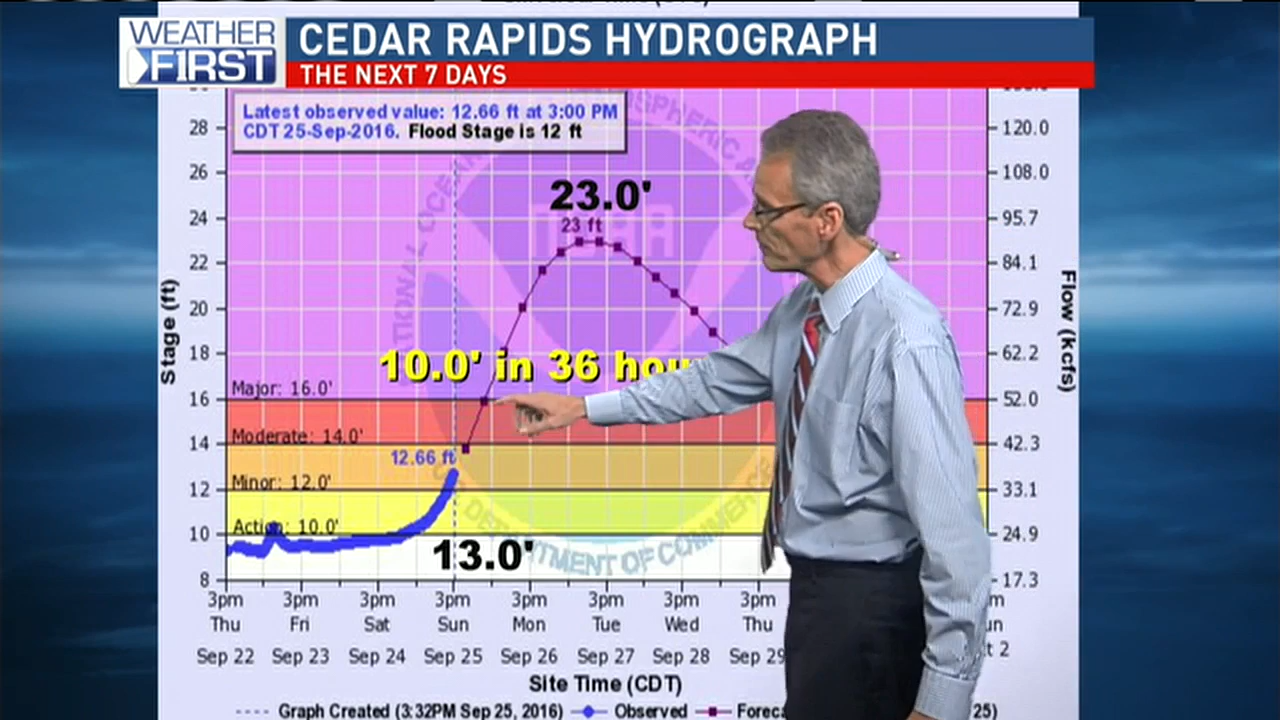 WEATHER
FIRST
CEDAR RAPIDS HYDROGRAPH
THE NEXT 7 DAYS
Latest observed value: 12.66 ft at 3:00 PM
CDT 25-Sep-2016. Flood Stage is 12 ft
28
26
24
22
20
18
16
14
12
10
8
Stage (ft)
120.0
108.0
95.7
84.1
72.9
62.2
52.0
42.3
33.1
24.9
17.3
Flow (kcfs)
23.0'
23 ft
10.0' in 36 hou
Major: 16.0'
Moderate: 14.0'
12.66 ft
Minor: 12.0'
Action: 10.0'
13.0'
3pm 3pm 3pm 3pm 3pm 3pm 3pm 3pm
Thu Fri Sat Sun Mon Tue Wed Thu
Sep 22 Sep 23 Sep 24 Sep 25 Sep 26 Sep 27 Sep 28 Sep 29
Site Time (CDT)
Graph Created (3:32PM Sep 25, 2016) Observed Foreca 25)